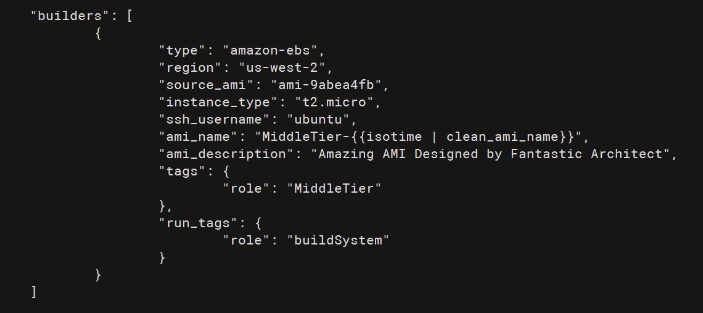 "builders": [
{
"type": "amazon-ebs",
"region": "us-west-2",
"source_ami": "ami-9abea4fb",
"instance_type": "t2.micro",
"ssh_username": "ubuntu",
"ami_name": "MiddleTier-{{isotime | clean_ami_name}}",
"ami_description": "Amazing AMI Designed by Fantastic Architect",
"tags": {
"role": "MiddleTier"
},
"run_tags": {
"role": "buildSystem"
}
}
]